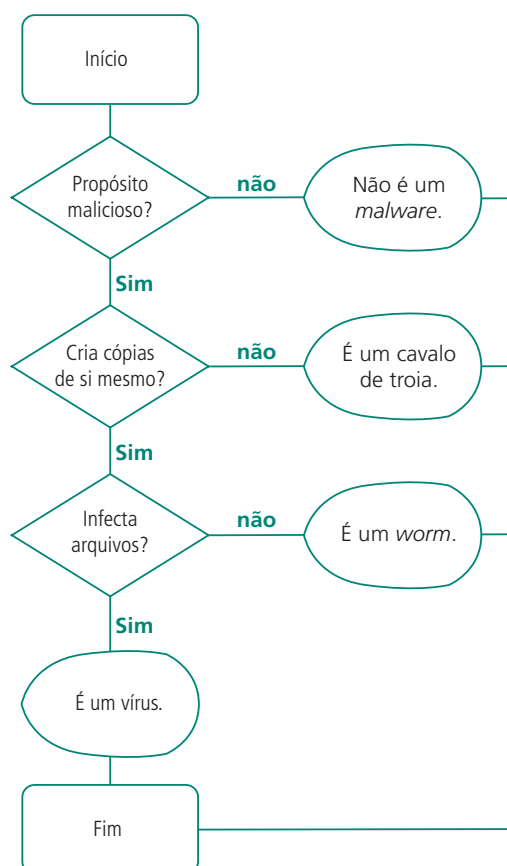 Início
Propósito
malicioso?
não
Não é um
malware.
Sim
Cria cópias
de si mesmo?
não
É um cavalo
de troia.
Sim
Infecta
arquivos?
não
É um worm.
Sim
É um vírus.
Fim